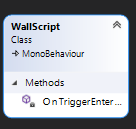 WallScript
Class
MonoBehaviour
Methods
OnTriggerEnter...